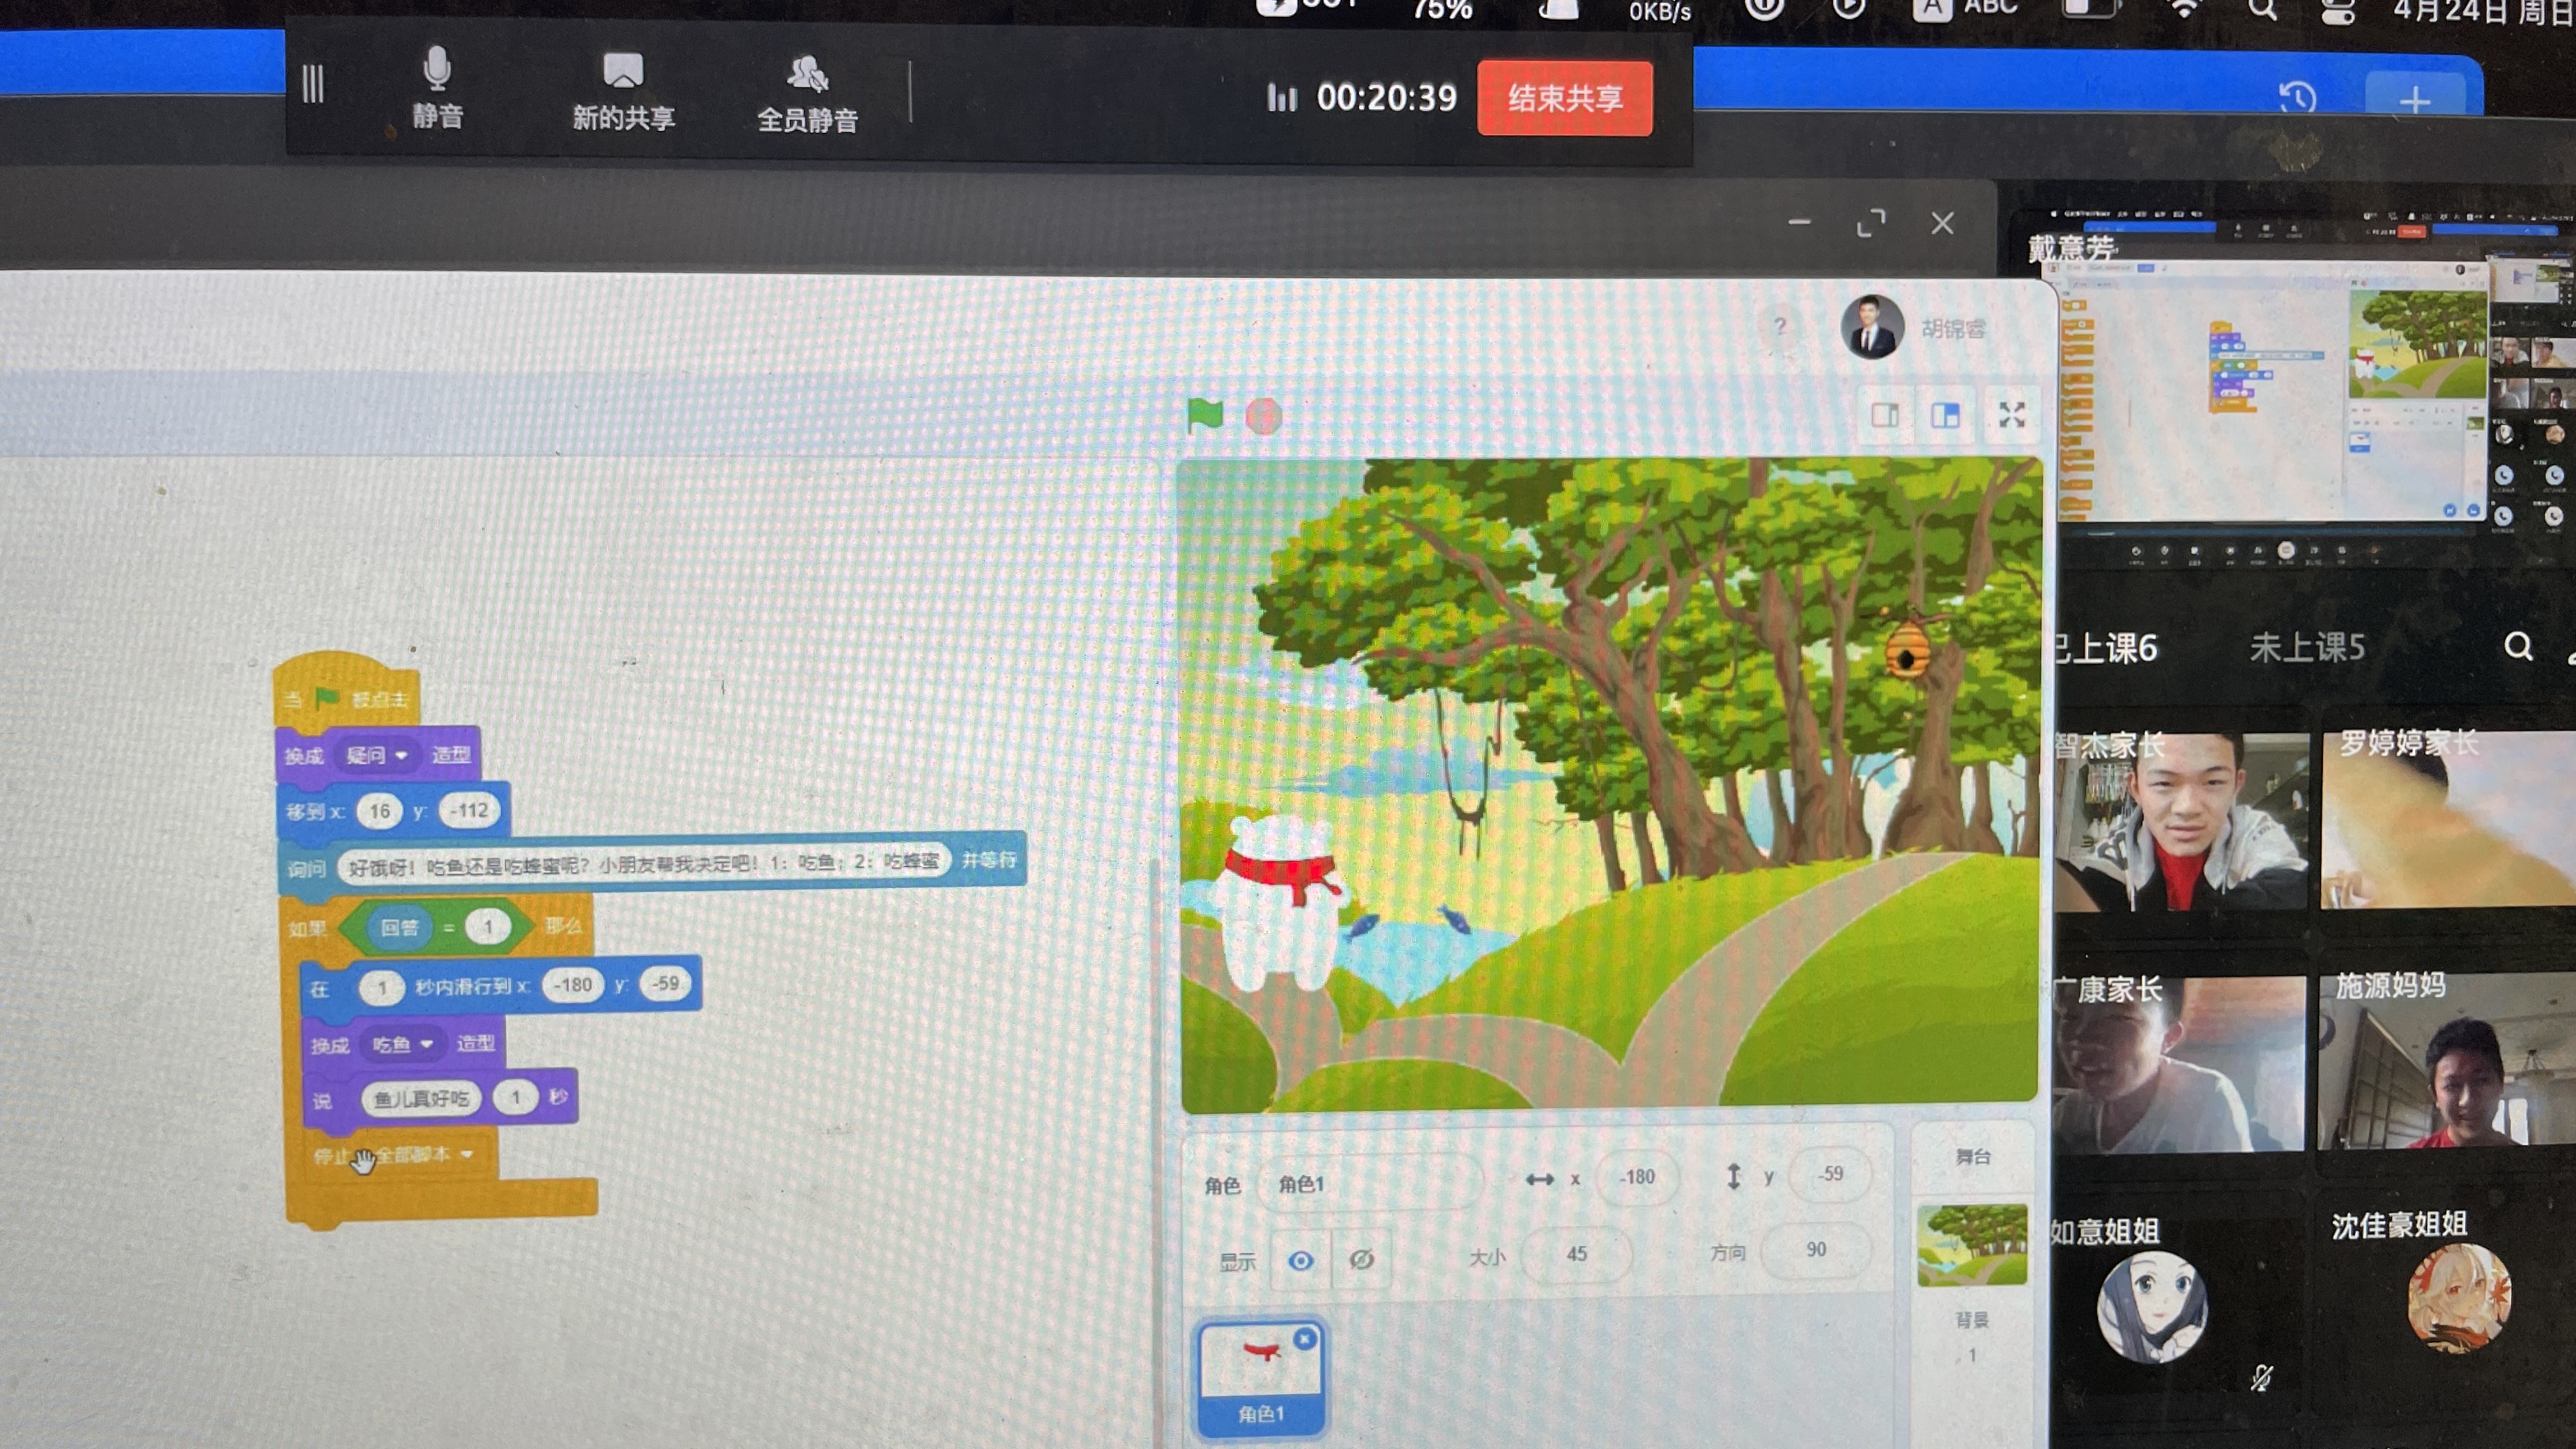 75%
0KB/s
A ABC
4月24日 周日
静音
新的共享
全员静音
00:20:39
结束共享
戴意芳
?
胡锦睿
当 被点击
换成 疑问 造型
移到 x: 16 y: -112
询问 好饿呀！吃鱼还是吃蜂蜜呢？小朋友帮我决定吧！1：吃鱼；2：吃蜂蜜 并等待
如果 回答 = 1 那么
在 1 秒内滑行到 x: -180 y: -59
换成 吃鱼 造型
说 鱼儿真好吃 1 秒
停止 全部脚本
角色 角色1 x -180 y -59
显示 大小 45 方向 90
角色1
舞台
背景
1
已上课6 未上课5
智杰家长
罗婷婷家长
广康家长
施源妈妈
如意姐姐
沈佳豪姐姐